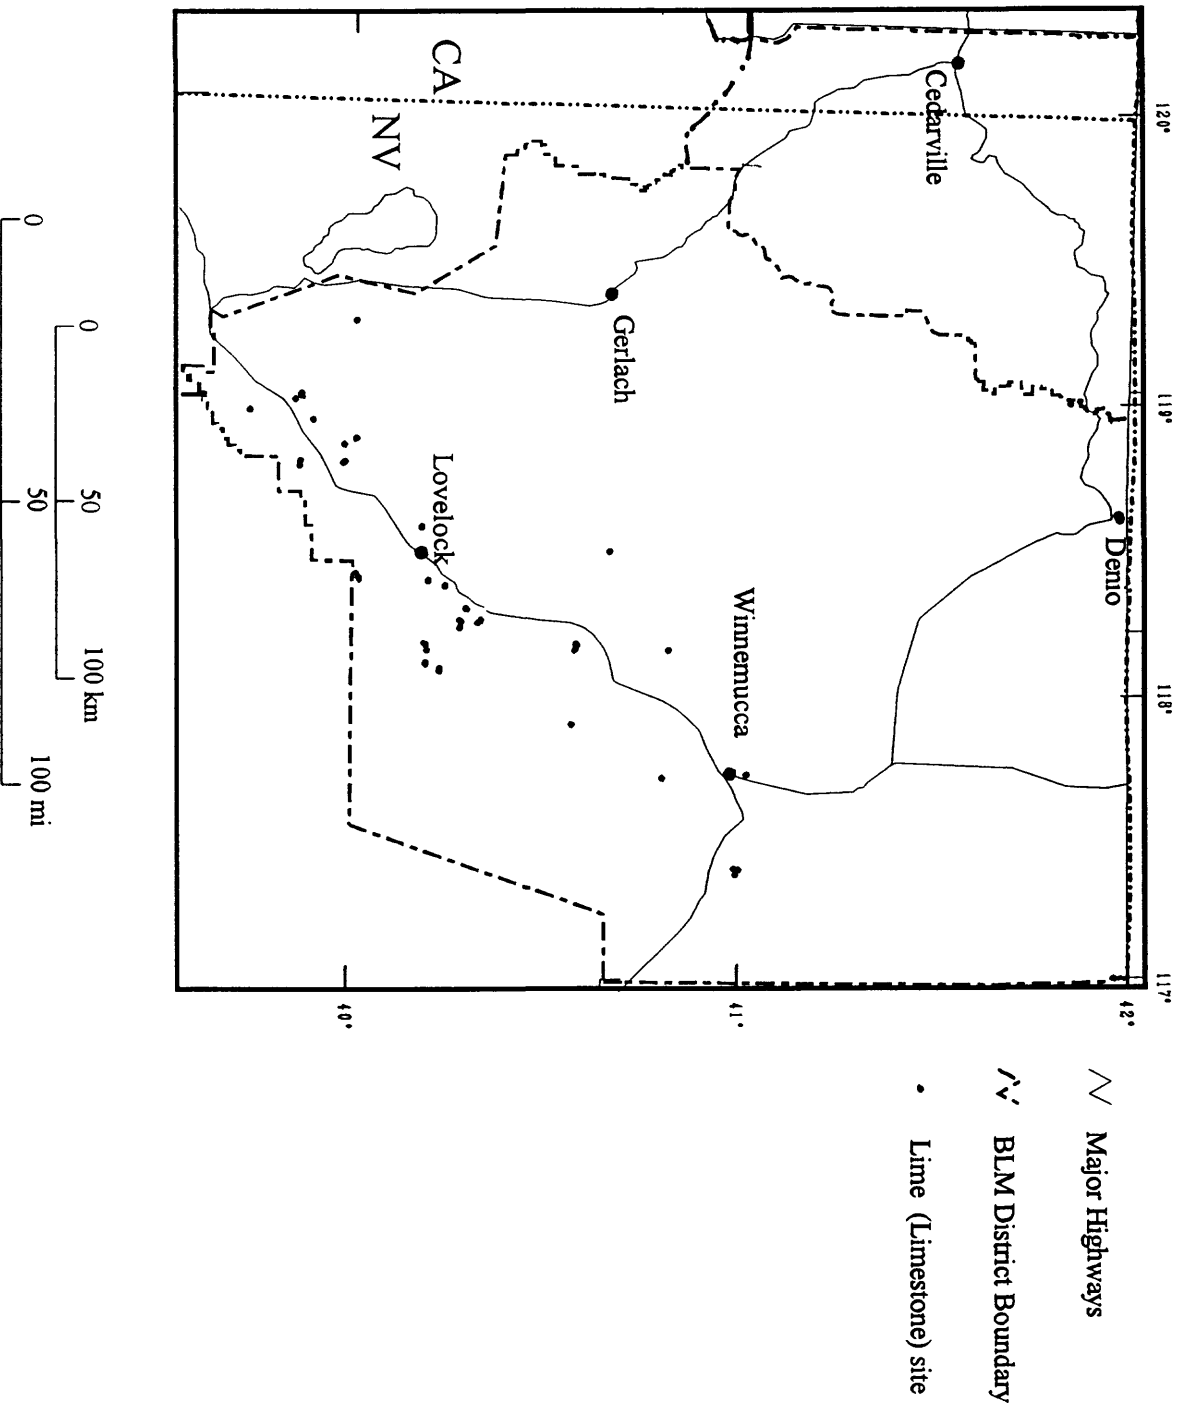 120°
119°
118°
117°
42°
41°
40°
Cedarville
Denio
Gerlach
Winnemucca
Lovelock
CA
NV
Major Highways
BLM District Boundary
Lime (Limestone) site
0 50 100 km
0 50 100 mi